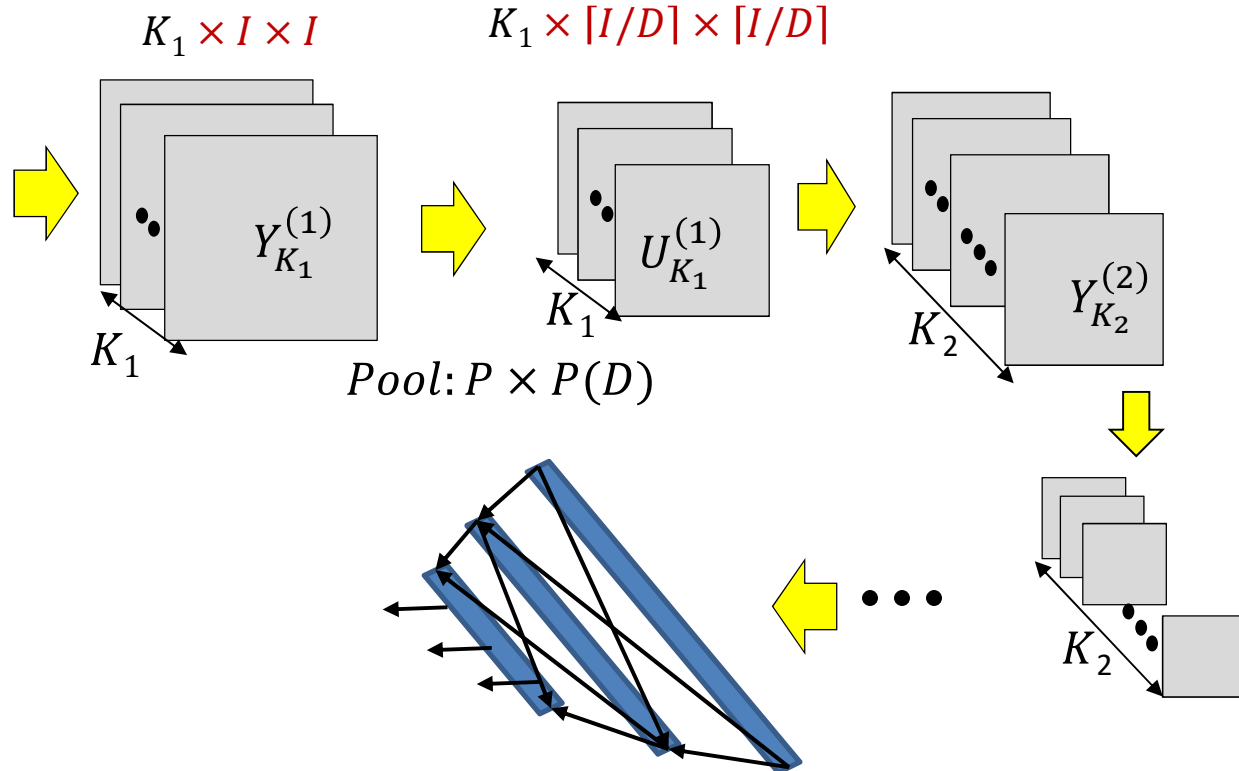 K₁ × I × I
K₁ × ⌈I/D⌉ × ⌈I/D⌉
Y_{K₁}^{(1)}
U_{K₁}^{(1)}
Y_{K₂}^{(2)}
K₁
K₁
K₂
Pool: P × P(D)
K₂